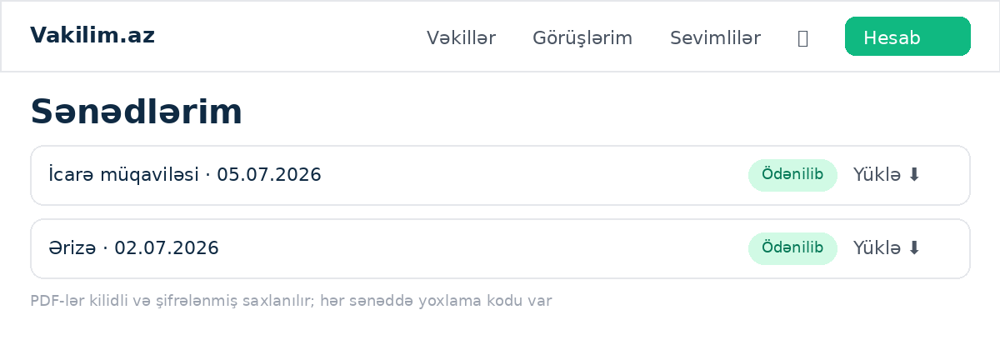 Vakilim.az Vəkillər Görüşlərim Sevimlilər Hesab
Sənədlərim
İcarə müqaviləsi · 05.07.2026 Ödənilib Yüklə ⬇
Ərizə · 02.07.2026 Ödənilib Yüklə ⬇
PDF-lər kilidli və şifrələnmiş saxlanılır; hər sənəddə yoxlama kodu var